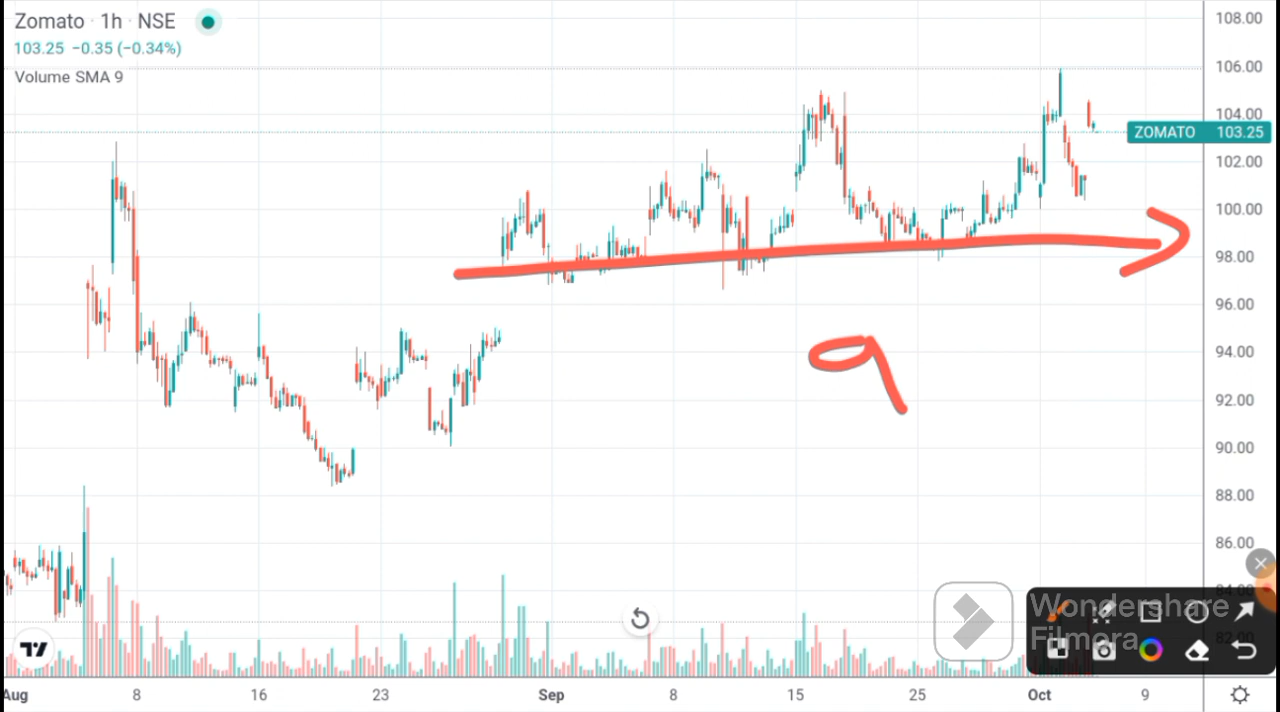 Zomato · 1h · NSE
103.25 −0.35 (−0.34%)
Volume SMA 9
108.00
106.00
104.00
ZOMATO 103.25
102.00
100.00
98.00
96.00
94.00
92.00
90.00
88.00
86.00
84.00
82.00
Wondershare
Filmora
Aug 8 16 23 Sep 8 15 25 Oct 9